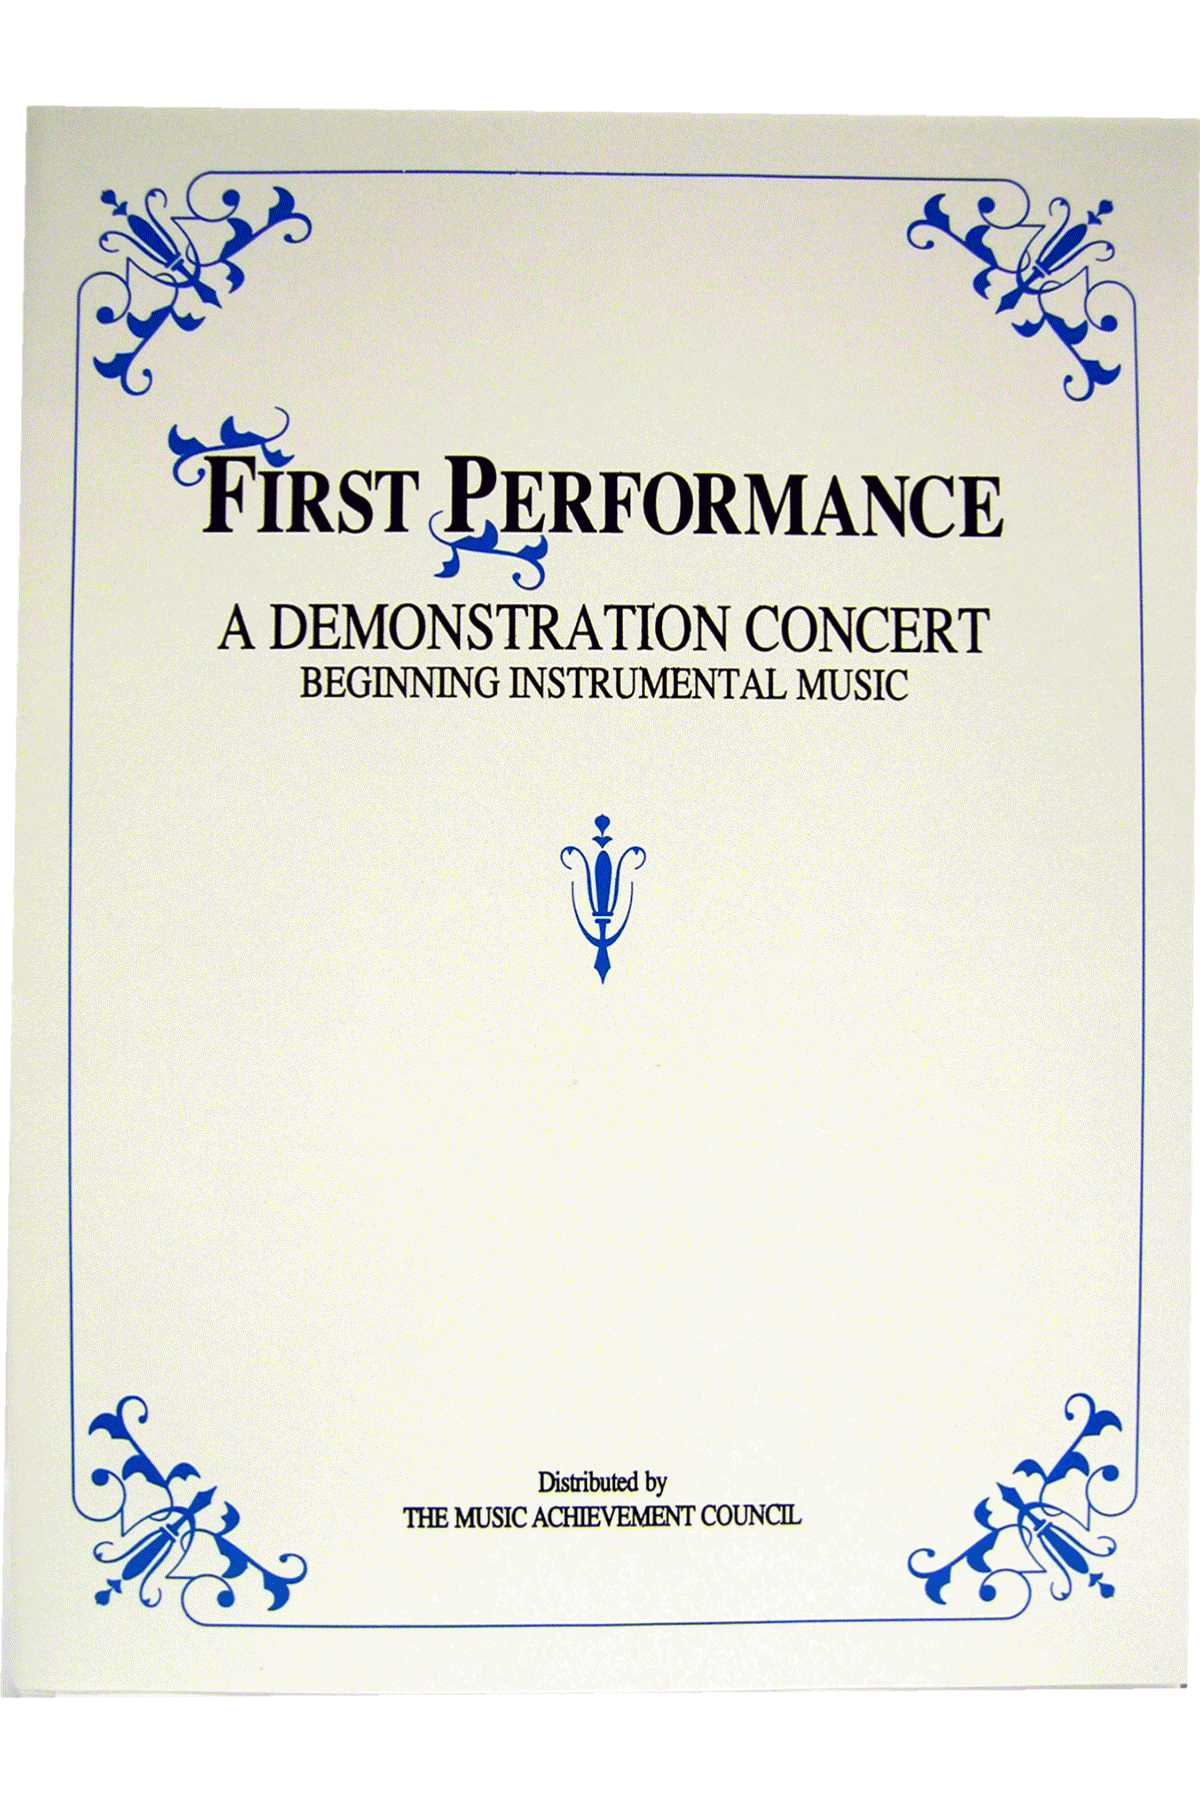 FIRST PERFORMANCE
A DEMONSTRATION CONCERT
BEGINNING INSTRUMENTAL MUSIC
Distributed by
THE MUSIC ACHIEVEMENT COUNCIL